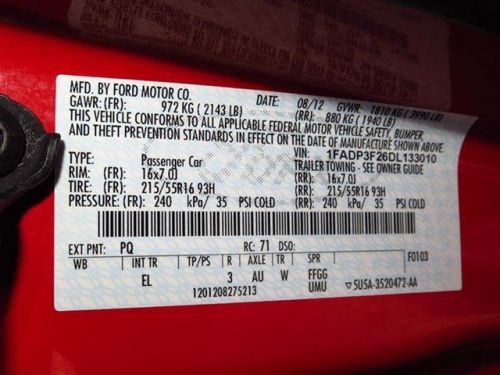 MFD. BY FORD MOTOR CO.
DATE: 08/12 GVWR: 1810 KG (3990 LB)
GAWR: (FR): 972 KG (2143 LB) (RR): 880 KG (1940 LB)
THIS VEHICLE CONFORMS TO ALL APPLICABLE FEDERAL MOTOR VEHICLE SAFETY, BUMPER
AND THEFT PREVENTION STANDARDS IN EFFECT ON THE DATE OF MANUFACTURE SHOWN ABOVE.
VIN: 1FADP3F26DL133010
TYPE: Passenger Car TRAILER TOWING - SEE OWNER GUIDE
RIM: (FR) 16x7.0J (RR) 16x7.0J
TIRE: (FR) 215/55R16 93H (RR) 215/55R16 93H
PRESSURE: (FR) 240 kPa/ 35 PSI COLD (RR) 240 kPa/ 35 PSI COLD
EXT PNT: PQ RC: 71 DSO:
WB INT TR TP/PS R AXLE TR SPR F0103
EL 3 AU W FFGG
1201208275213 UMU ▽5U5A-3520472-AA